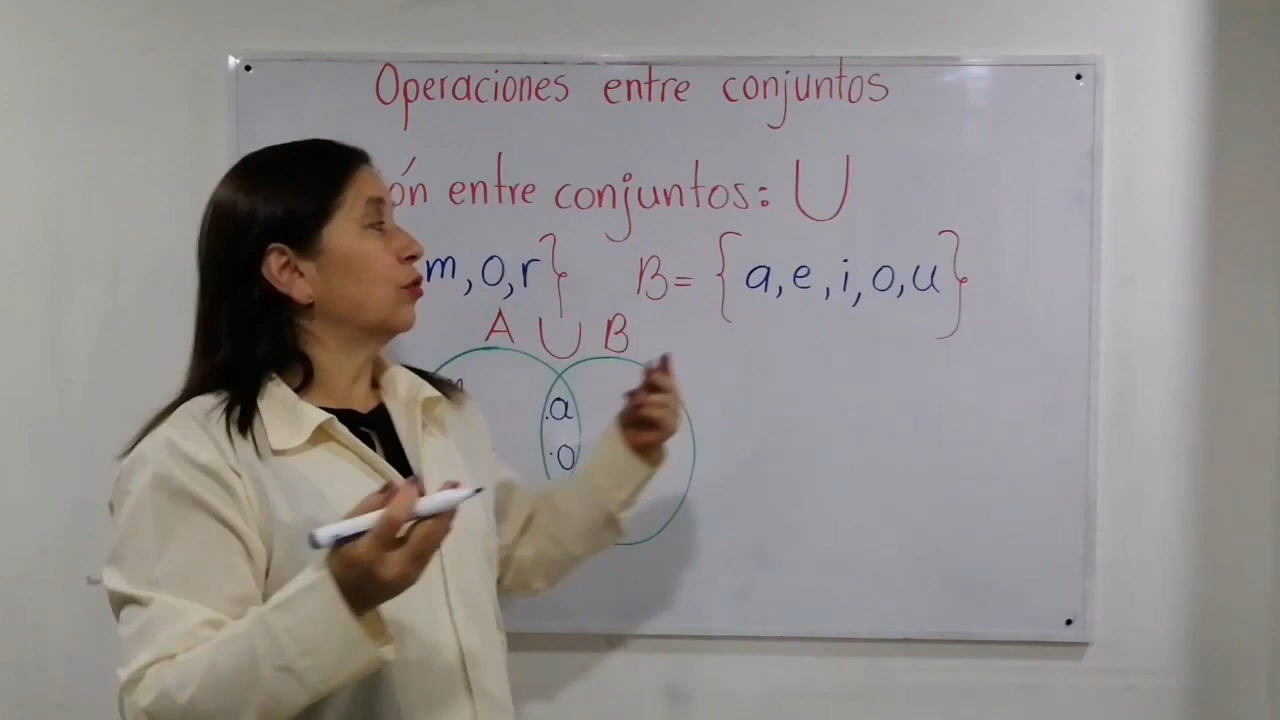 Operaciones entre conjuntos
ón entre conjuntos: U
m, o, r} B = {a, e, i, o, u}
A U B
.a
.o